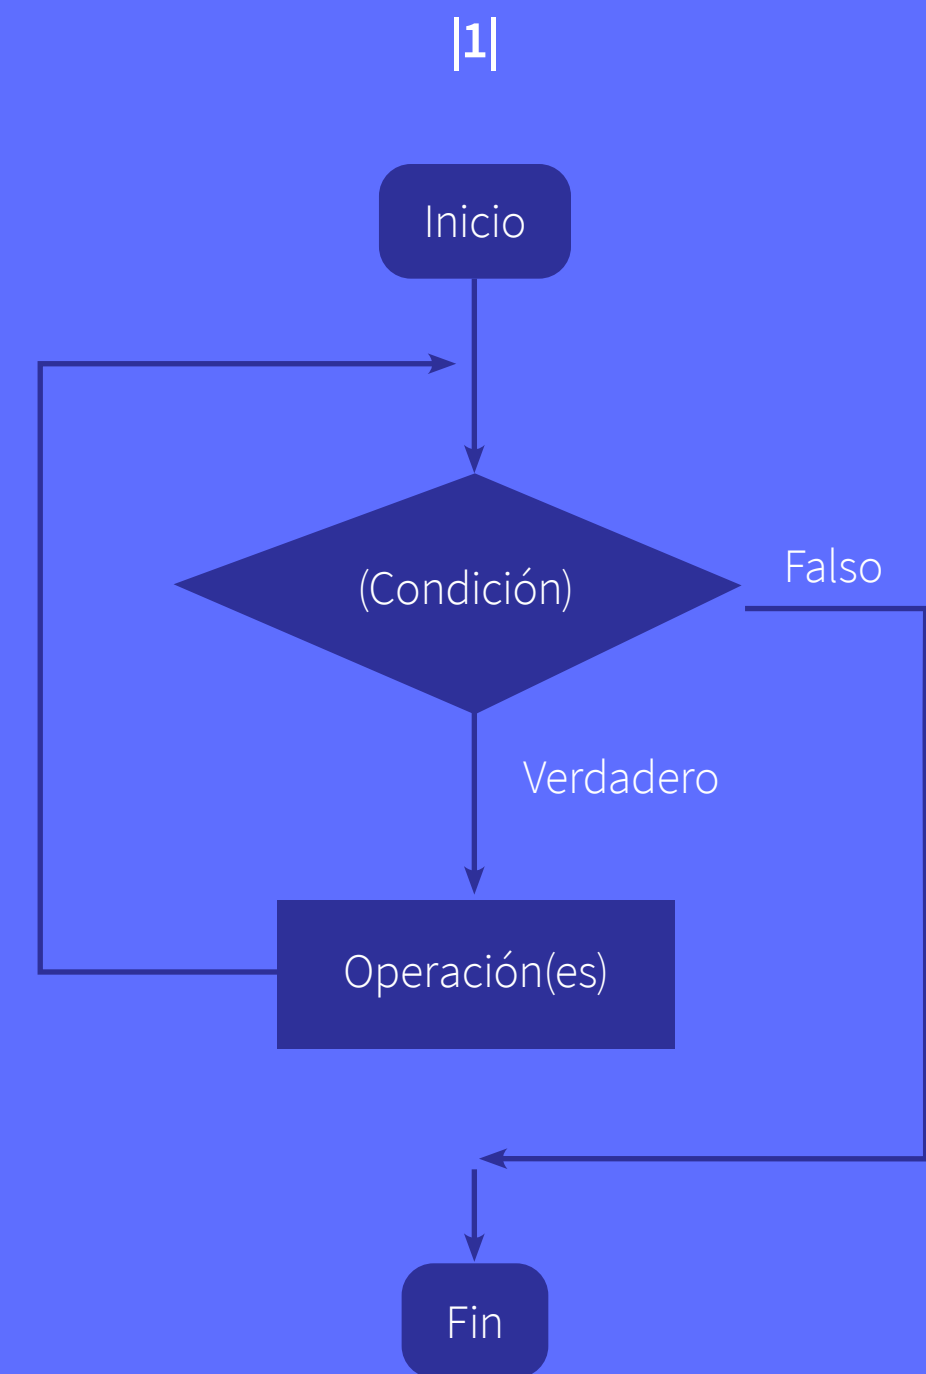 |1|
Inicio
(Condición)
Falso
Verdadero
Operación(es)
Fin